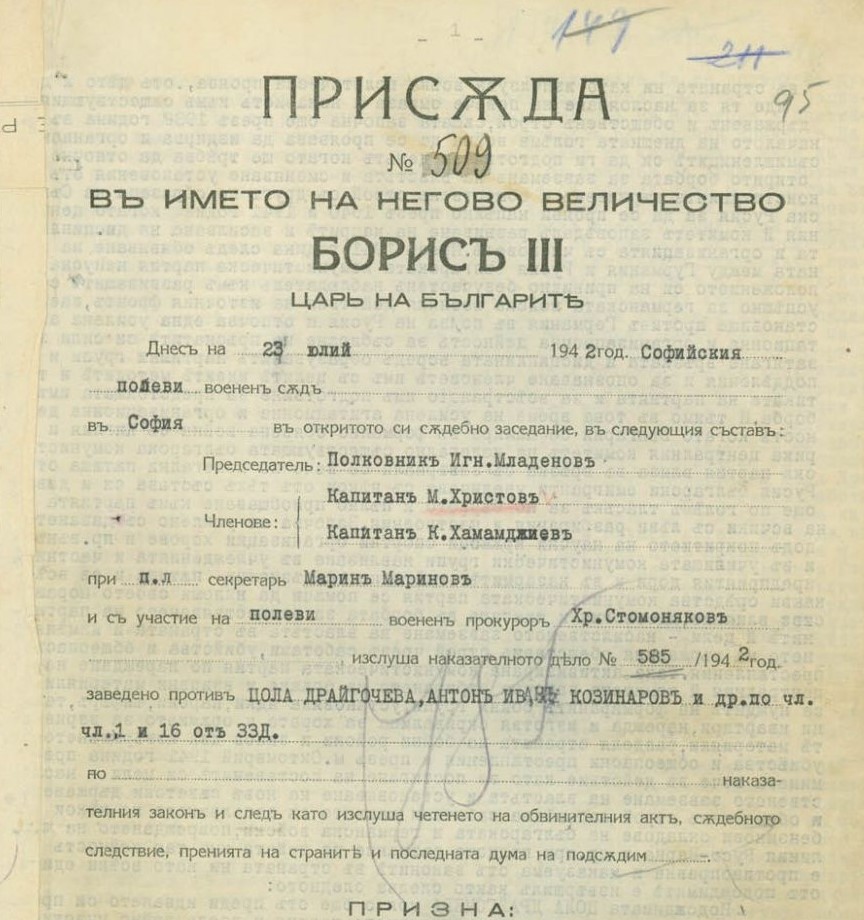 - 1 -
149
211
95
ПРИСѪДА
№ 509
ВЪ ИМЕТО НА НЕГОВО ВЕЛИЧЕСТВО
БОРИСЪ III
ЦАРЬ НА БЪЛГАРИТѢ
Днесъ на 23 юлий 1942 год. Софийския
полеви воененъ сѫдъ
въ София въ откритото си сѫдебно заседание, въ следующия съставъ:
Председатель: Полковникъ Игн.Младеновъ
Капитанъ М.Христовъ
Членове:
Капитанъ К.Хамамджиевъ
при п.л секретарь Маринъ Мариновъ
и съ участие на полеви воененъ прокуроръ Хр.Стомоняковъ
изслуша наказателното дѣло № 585 /1942 год.
заведено противъ ЦОЛА ДРАЙГОЧЕВА, АНТОНЪ ИВАНЪ КОЗИНАРОВЪ и др.по чл.
чл.1 и 16 отъ ЗЗД.
по наказа-
телния законъ и следъ като изслуша четенето на обвинителния актъ, сѫдебното
следствие, пренията на странитѣ и последната дума на подсѫдим
ПРИЗНА: